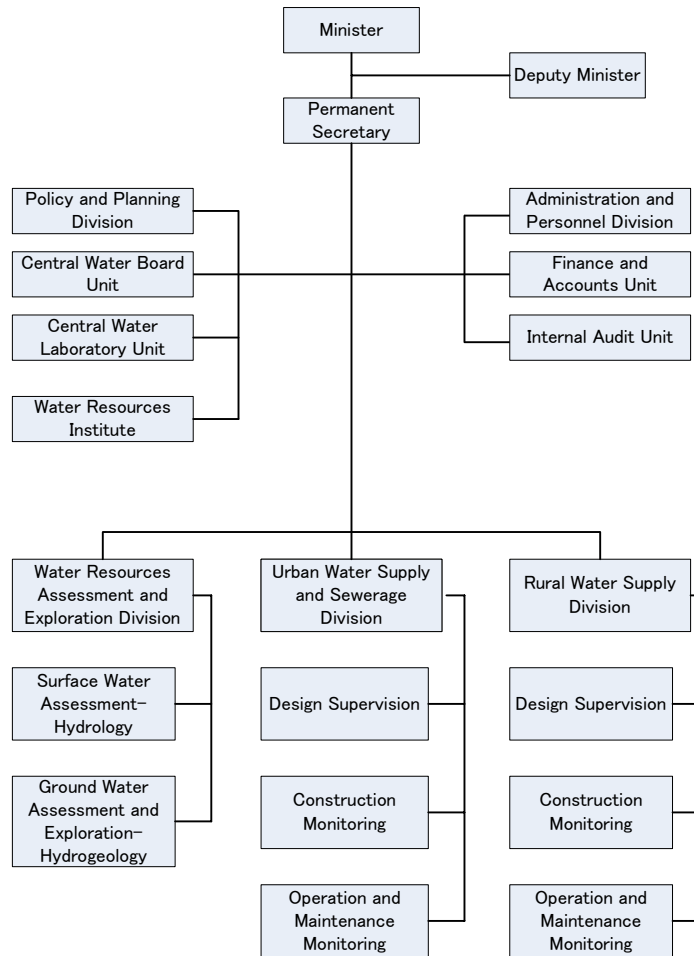 Minister
Deputy Minister
Permanent
Secretary
Policy and Planning
Division
Administration and
Personnel Division
Central Water Board
Unit
Finance and
Accounts Unit
Central Water
Laboratory Unit
Internal Audit Unit
Water Resources
Institute
Water Resources
Assessment and
Exploration Division
Urban Water Supply
and Sewerage
Division
Rural Water Supply
Division
Surface Water
Assessment-
Hydrology
Design Supervision
Design Supervision
Ground Water
Assessment and
Exploration-
Hydrogeology
Construction
Monitoring
Construction
Monitoring
Operation and
Maintenance
Monitoring
Operation and
Maintenance
Monitoring